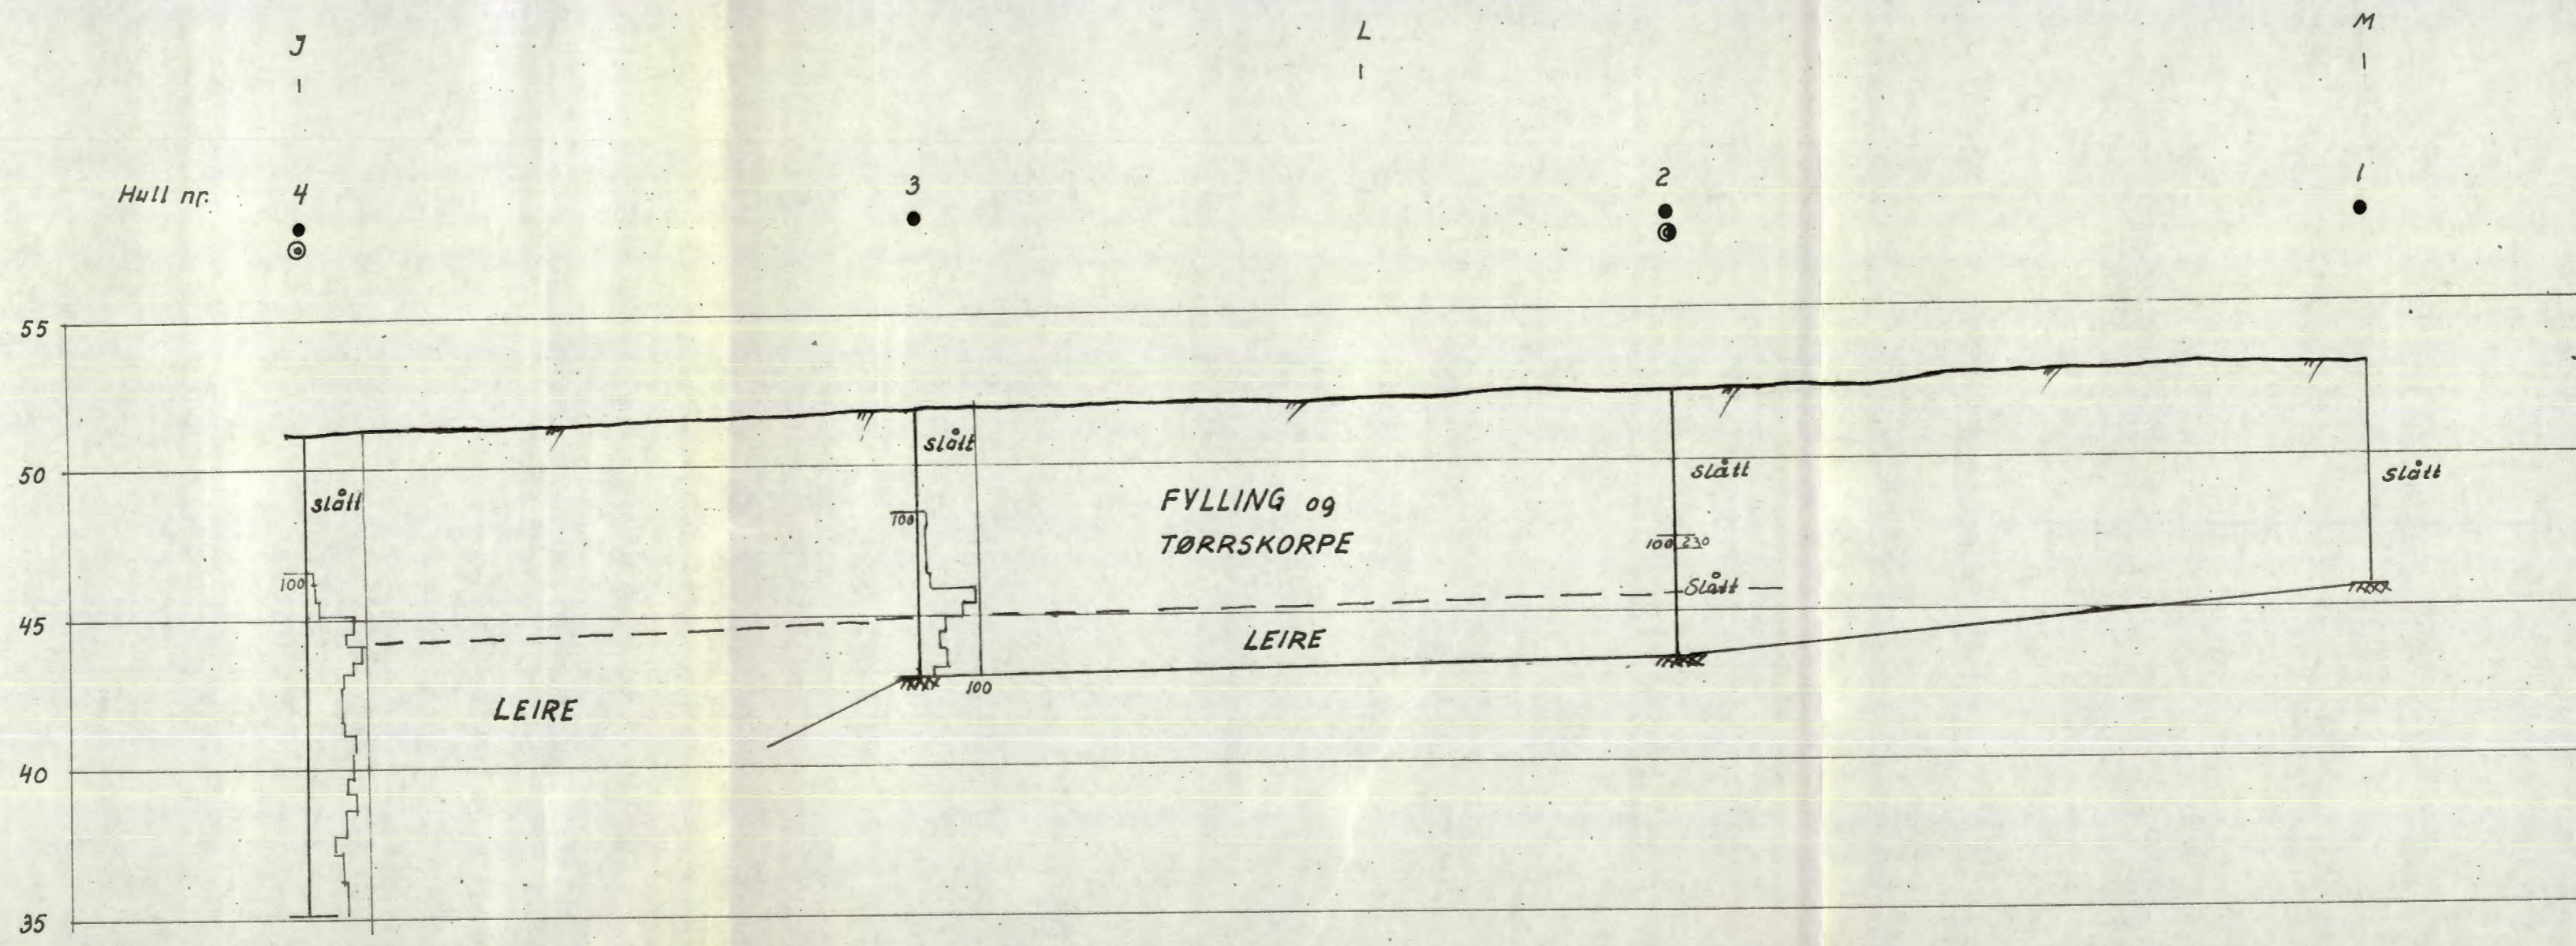 J
L
M
Hull nr. 4 3 2 1
55
50
45
40
35
slått
slått
slått
slått
100
100
100 230
Slått
FYLLING og
TØRRSKORPE
LEIRE
LEIRE
100